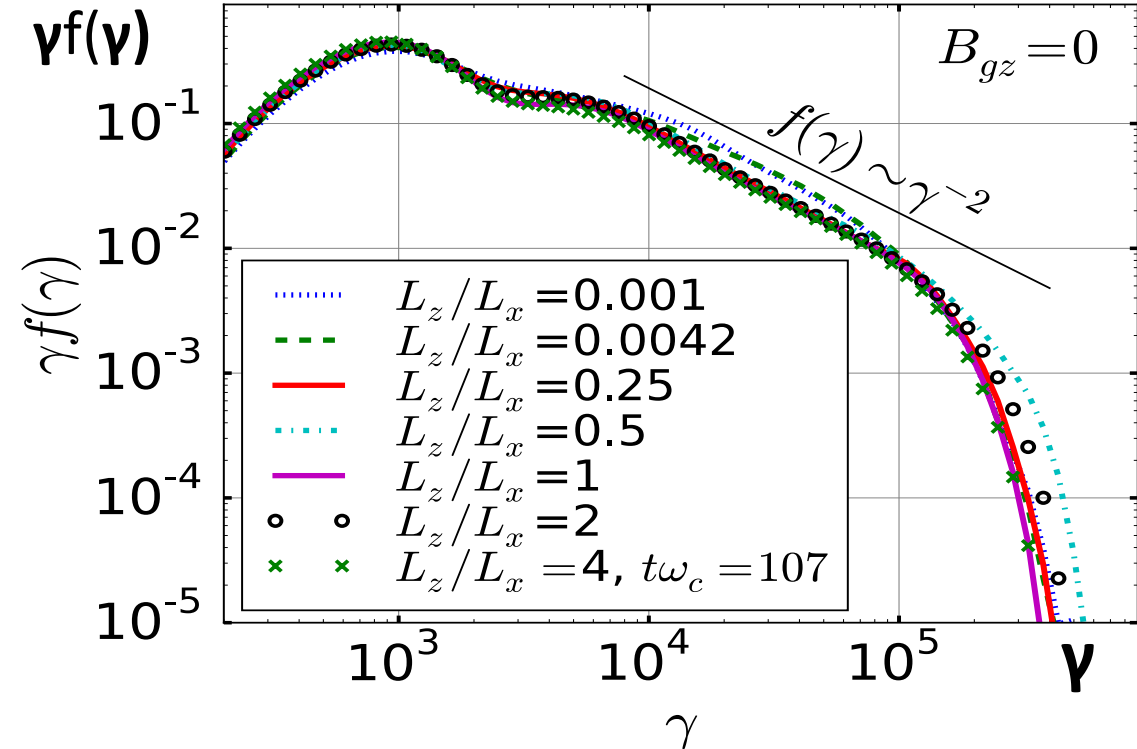 𝛄f(𝛄)
B_{gz} = 0
10^{-1}
10^{-2}
10^{-3}
10^{-4}
10^{-5}
γf(γ)
f(γ) ~ γ^{-2}
L_z/L_x = 0.001
L_z/L_x = 0.0042
L_z/L_x = 0.25
L_z/L_x = 0.5
L_z/L_x = 1
L_z/L_x = 2
L_z/L_x = 4, tω_c = 107
10^3
10^4
10^5
𝛄
γ